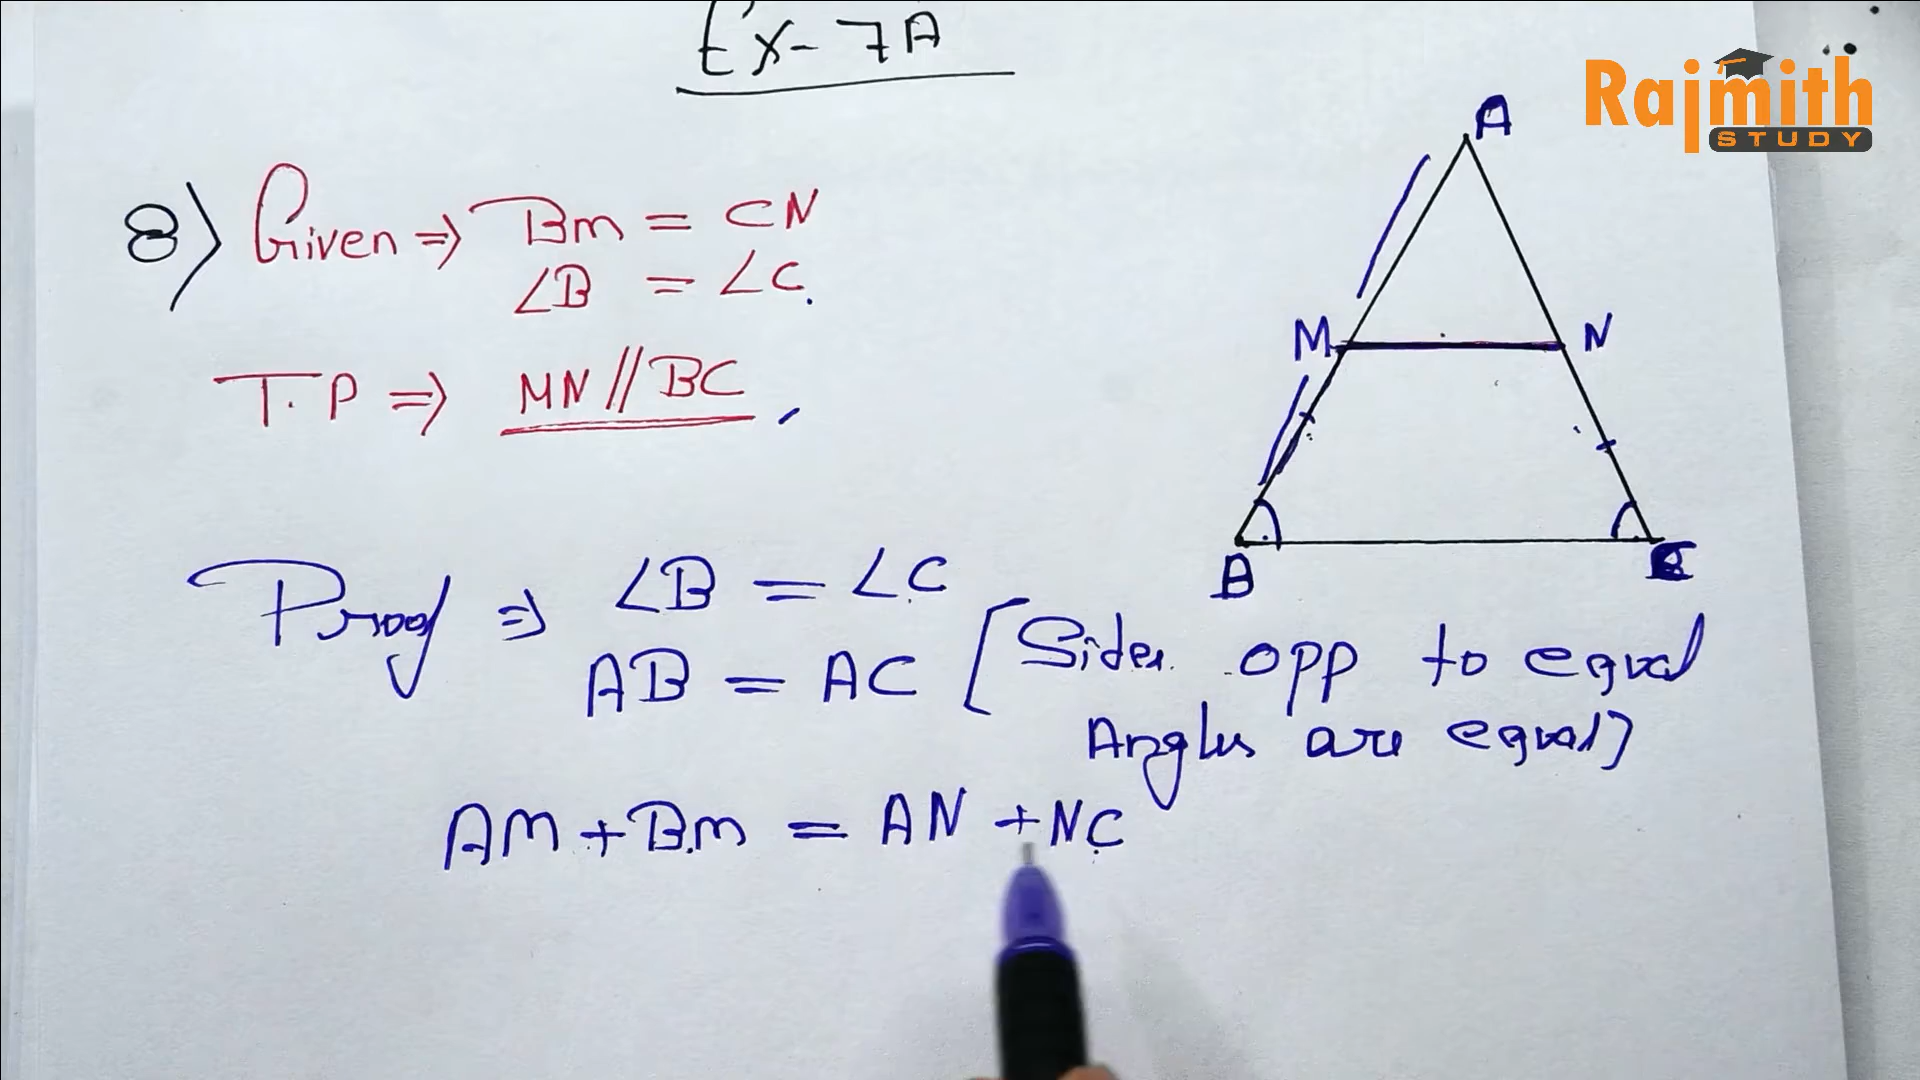 Ex-7A
Rajmith
STUDY
8) Given ⇒ BM = CN
∠B = ∠C.
T.P ⇒ MN // BC
A
M
N
B
C
Proof ⇒ ∠B = ∠C
AB = AC [Sides opp to equal
Angles are equal]
AM + BM = AN + NC